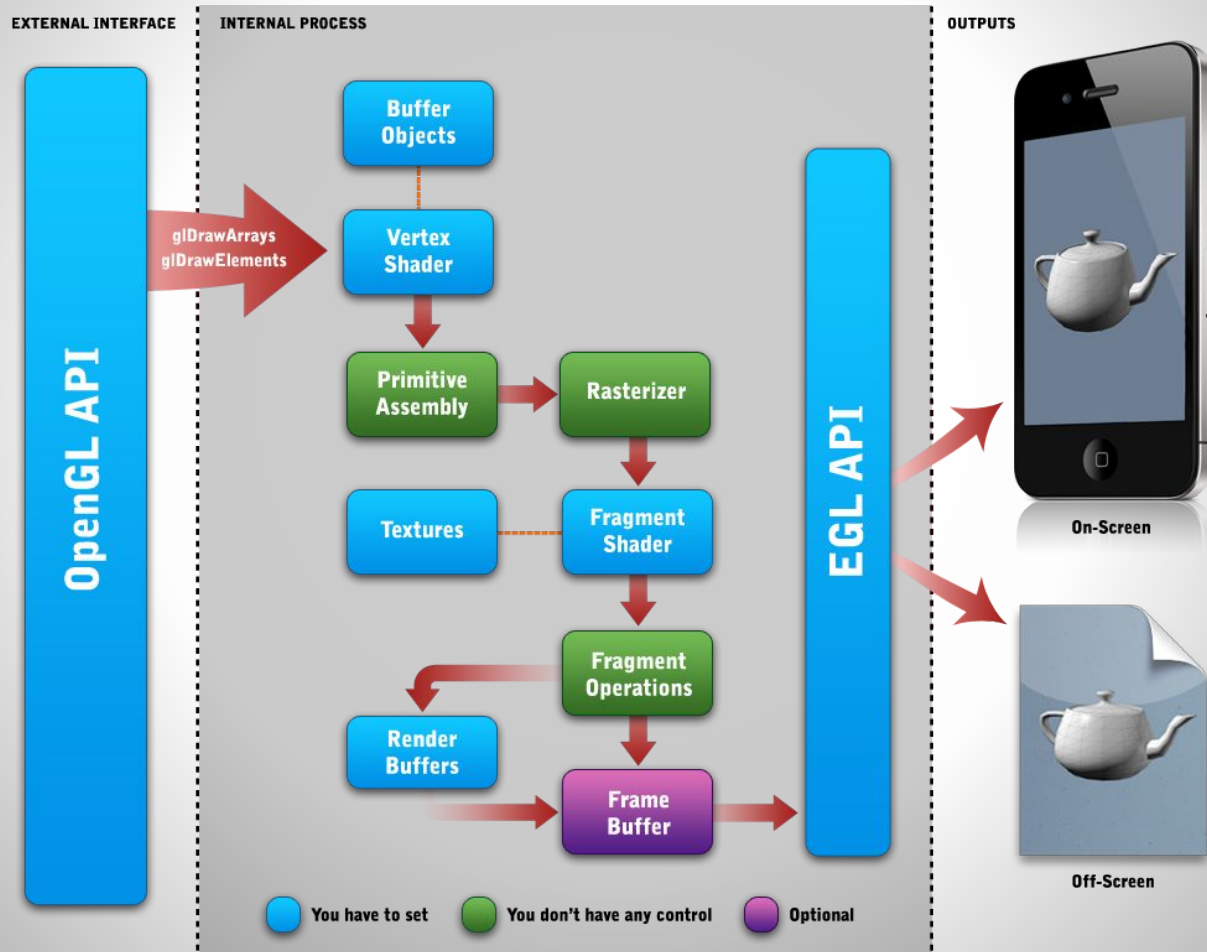 EXTERNAL INTERFACE
INTERNAL PROCESS
OUTPUTS
OpenGL API
glDrawArrays
glDrawElements
Buffer
Objects
Vertex
Shader
Primitive
Assembly
Rasterizer
Textures
Fragment
Shader
Fragment
Operations
Render
Buffers
Frame
Buffer
EGL API
On-Screen
Off-Screen
You have to set
You don't have any control
Optional